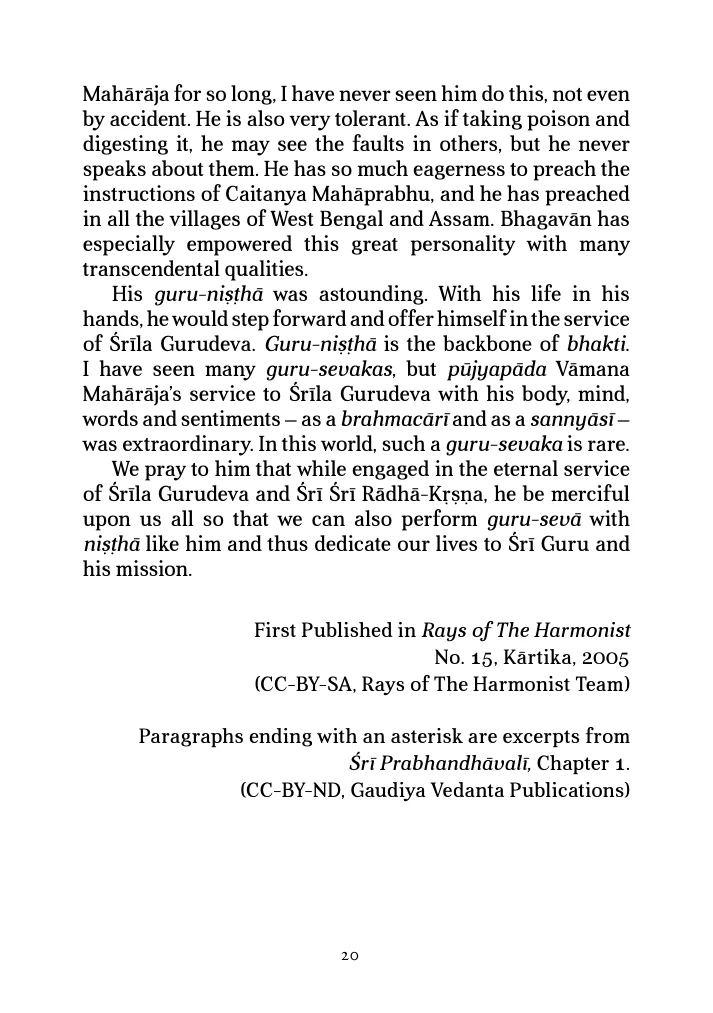 Mahārāja for so long, I have never seen him do this, not even
by accident. He is also very tolerant. As if taking poison and
digesting it, he may see the faults in others, but he never
speaks about them. He has so much eagerness to preach the
instructions of Caitanya Mahāprabhu, and he has preached
in all the villages of West Bengal and Assam. Bhagavān has
especially empowered this great personality with many
transcendental qualities.
His guru-niṣṭhā was astounding. With his life in his
hands, he would step forward and offer himself in the service
of Śrīla Gurudeva. Guru-niṣṭhā is the backbone of bhakti.
I have seen many guru-sevakas, but pūjyapāda Vāmana
Mahārāja’s service to Śrīla Gurudeva with his body, mind,
words and sentiments – as a brahmacārī and as a sannyāsī –
was extraordinary. In this world, such a guru-sevaka is rare.
We pray to him that while engaged in the eternal service
of Śrīla Gurudeva and Śrī Śrī Rādhā-Kṛṣṇa, he be merciful
upon us all so that we can also perform guru-sevā with
niṣṭhā like him and thus dedicate our lives to Śrī Guru and
his mission.
First Published in Rays of The Harmonist
No. 15, Kārtika, 2005
(CC-BY-SA, Rays of The Harmonist Team)
Paragraphs ending with an asterisk are excerpts from
Śrī Prabhandhāvalī, Chapter 1.
(CC-BY-ND, Gaudiya Vedanta Publications)
20